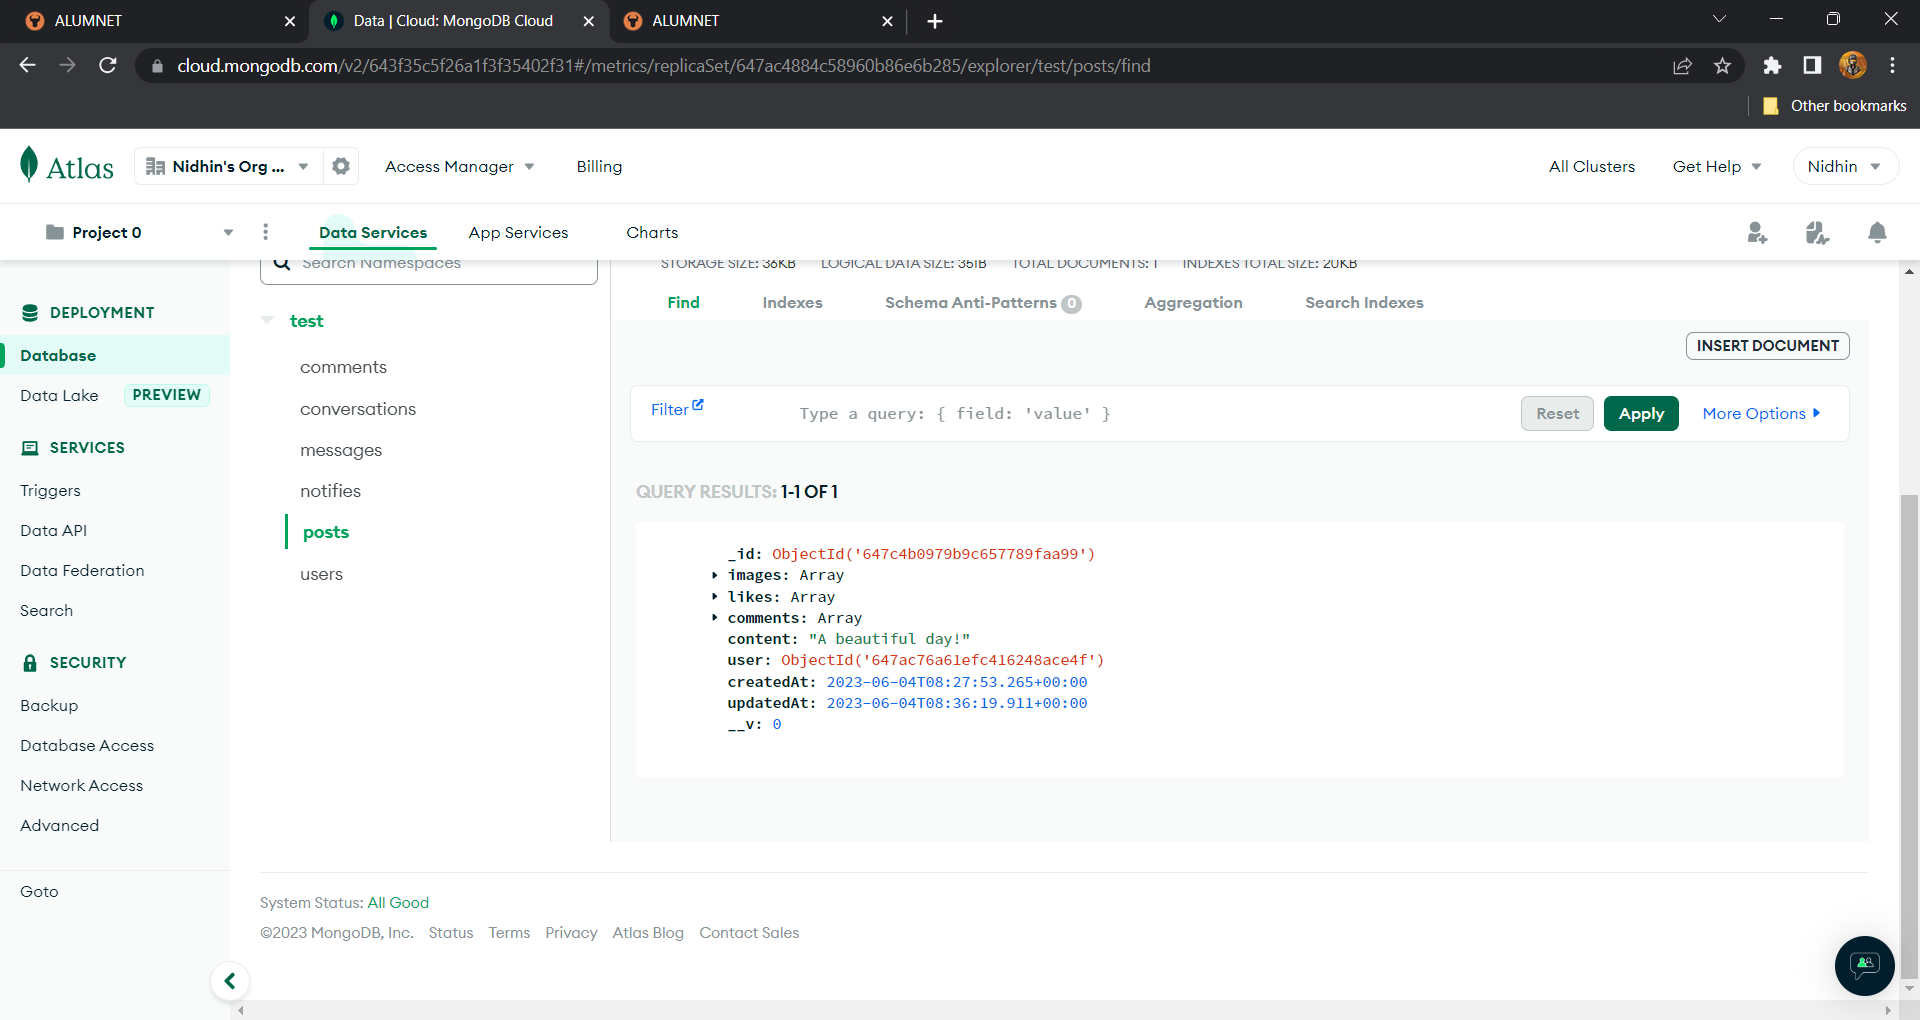 ALUMNET
Data | Cloud: MongoDB Cloud
ALUMNET
cloud.mongodb.com/v2/643f35c5f26a1f3f35402f31#/metrics/replicaSet/647ac4884c58960b86e6b285/explorer/test/posts/find
Other bookmarks
Atlas
Nidhin's Org ...
Access Manager
Billing
All Clusters
Get Help
Nidhin
Project 0
Data Services
App Services
Charts
DEPLOYMENT
Database
Data Lake PREVIEW
SERVICES
Triggers
Data API
Data Federation
Search
SECURITY
Backup
Database Access
Network Access
Advanced
Goto
Search Namespaces
test
comments
conversations
messages
notifies
posts
users
STORAGE SIZE: 36KB LOGICAL DATA SIZE: 351B TOTAL DOCUMENTS: 1 INDEXES TOTAL SIZE: 20KB
Find Indexes Schema Anti-Patterns 0 Aggregation Search Indexes
INSERT DOCUMENT
Filter Type a query: { field: 'value' } Reset Apply More Options
QUERY RESULTS: 1-1 OF 1
_id: ObjectId('647c4b0979b9c657789faa99')
images: Array
likes: Array
comments: Array
content: "A beautiful day!"
user: ObjectId('647ac76a61efc416248ace4f')
createdAt: 2023-06-04T08:27:53.265+00:00
updatedAt: 2023-06-04T08:36:19.911+00:00
__v: 0
System Status: All Good
©2023 MongoDB, Inc. Status Terms Privacy Atlas Blog Contact Sales